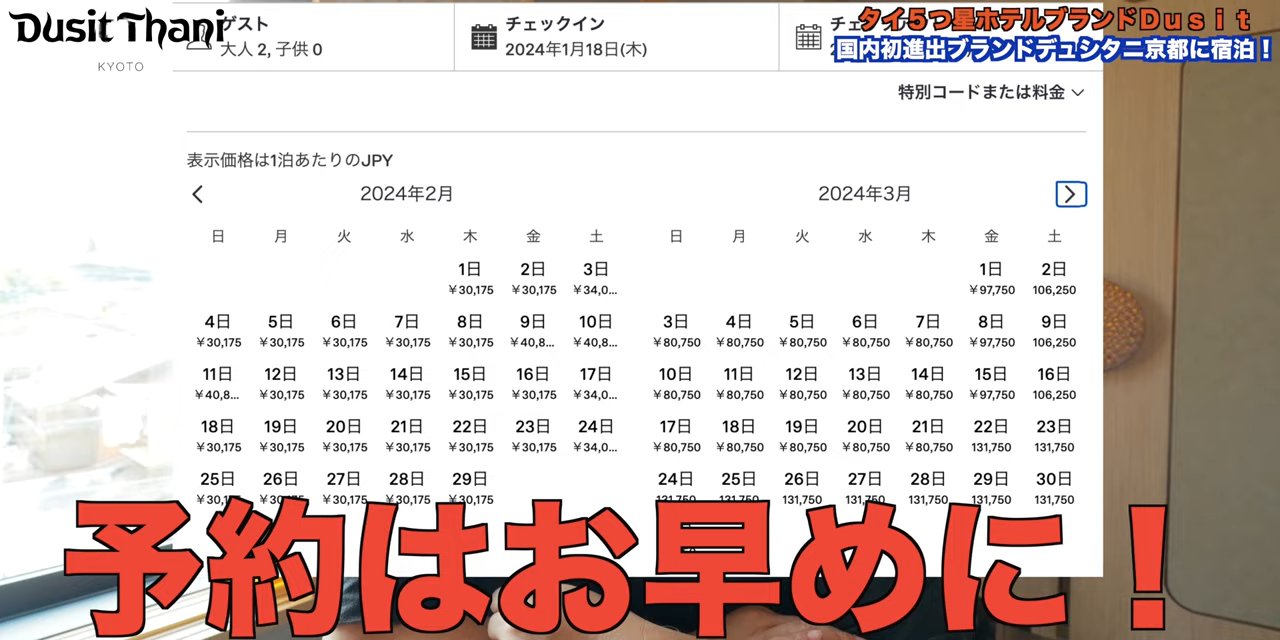 Dusit Thani
KYOTO
ゲスト
大人 2, 子供 0
チェックイン
2024年1月18日(木)
タイ５つ星ホテルブランドＤｕｓｉｔ
国内初進出ブランドデュシタニ京都に宿泊！
特別コードまたは料金
表示価格は1泊あたりのJPY
2024年2月
日 月 火 水 木 金 土
1日 2日 3日
￥30,175 ￥30,175 ￥34,0...
4日 5日 6日 7日 8日 9日 10日
￥30,175 ￥30,175 ￥30,175 ￥30,175 ￥30,175 ￥40,8... ￥40,8...
11日 12日 13日 14日 15日 16日 17日
￥40,8... ￥30,175 ￥30,175 ￥30,175 ￥30,175 ￥30,175 ￥34,0...
18日 19日 20日 21日 22日 23日 24日
￥30,175 ￥30,175 ￥30,175 ￥30,175 ￥30,175 ￥30,175 ￥34,0...
25日 26日 27日 28日 29日
￥30,175 ￥30,175 ￥30,175 ￥30,175 ￥30,175
2024年3月
日 月 火 水 木 金 土
1日 2日
￥97,750 106,250
3日 4日 5日 6日 7日 8日 9日
￥80,750 ￥80,750 ￥80,750 ￥80,750 ￥80,750 ￥97,750 106,250
10日 11日 12日 13日 14日 15日 16日
￥80,750 ￥80,750 ￥80,750 ￥80,750 ￥80,750 ￥97,750 106,250
17日 18日 19日 20日 21日 22日 23日
￥80,750 ￥80,750 ￥80,750 ￥80,750 ￥80,750 131,750 131,750
24日 25日 26日 27日 28日 29日 30日
131,750 131,750 131,750 131,750 131,750 131,750 131,750
予約はお早めに！